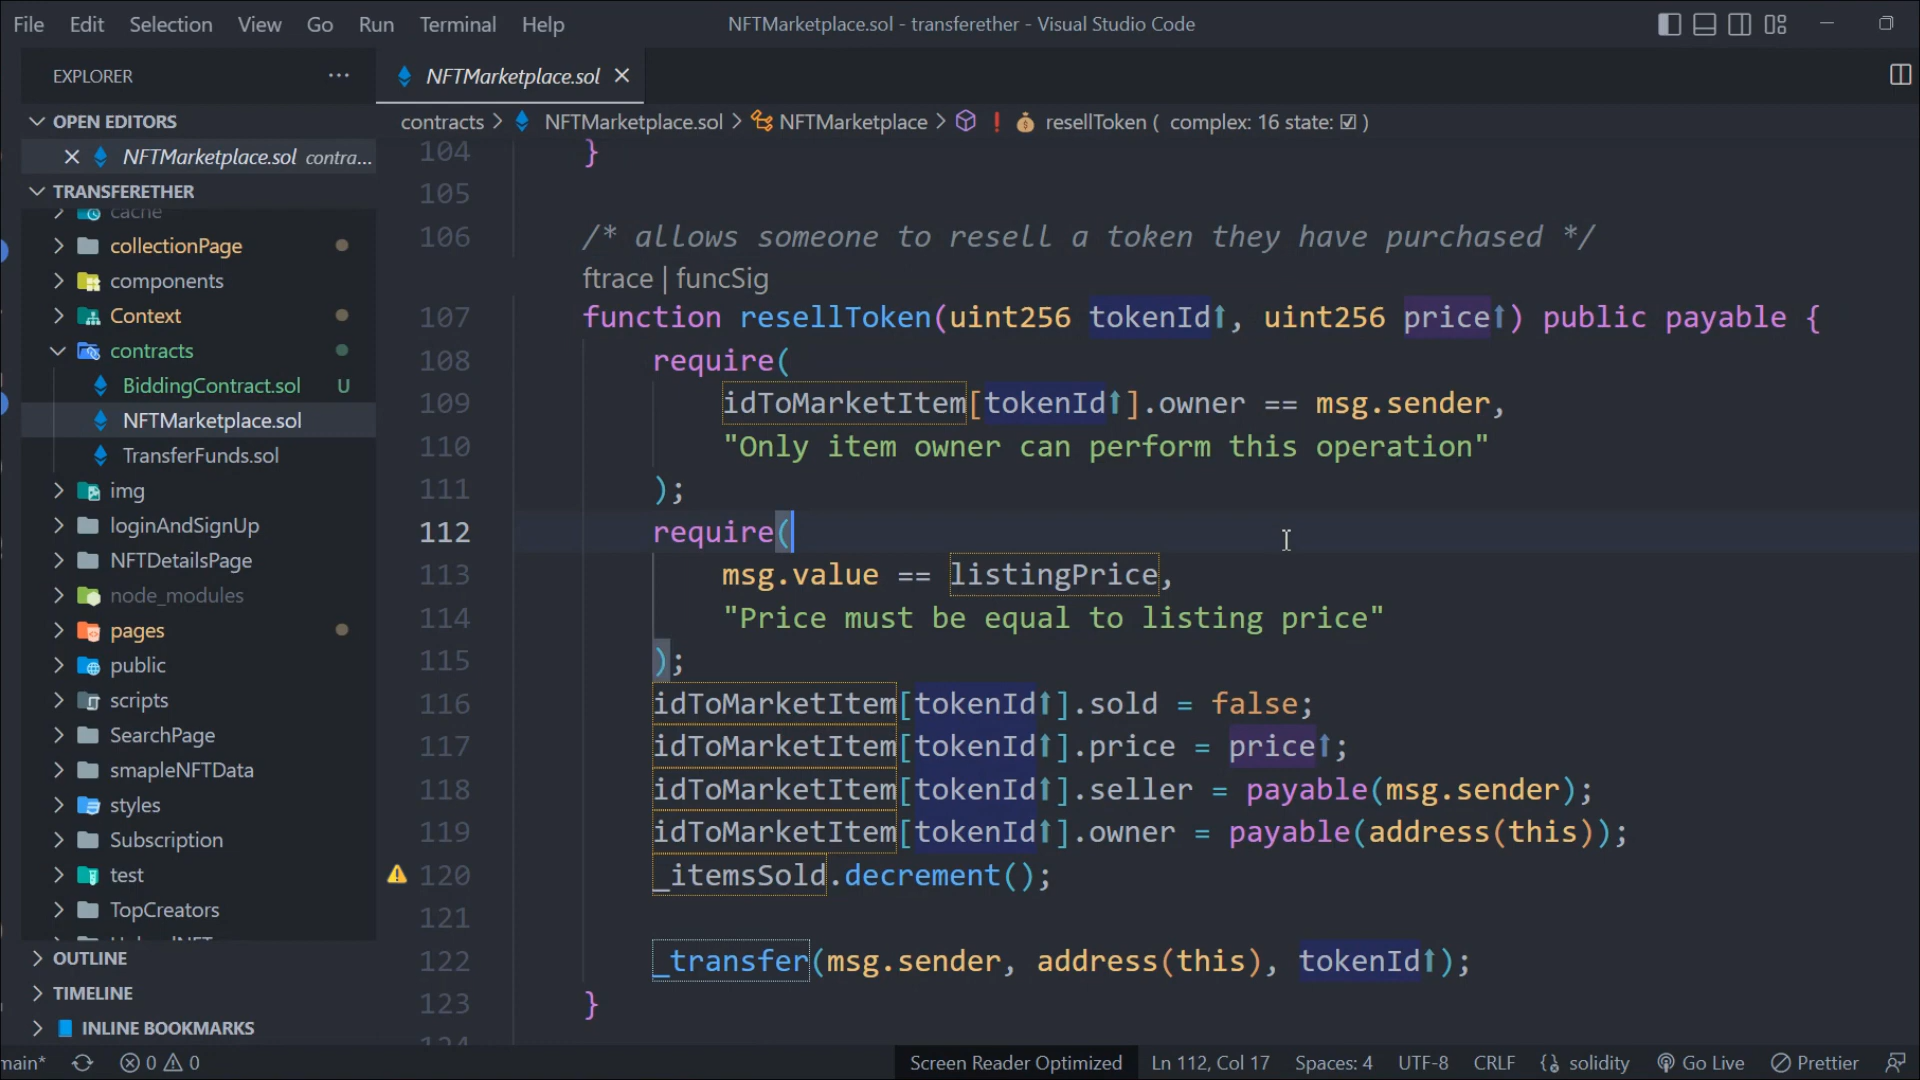 File Edit Selection View Go Run Terminal Help NFTMarketplace.sol - transferether - Visual Studio Code
EXPLORER ···
OPEN EDITORS
NFTMarketplace.sol contra...
TRANSFERETHER
cache
collectionPage
components
Context
contracts
BiddingContract.sol U
NFTMarketplace.sol
TransferFunds.sol
img
loginAndSignUp
NFTDetailsPage
node_modules
pages
public
scripts
SearchPage
smapleNFTData
styles
Subscription
test
TopCreators
OUTLINE
TIMELINE
INLINE BOOKMARKS
NFTMarketplace.sol
contracts > NFTMarketplace.sol > NFTMarketplace > resellToken ( complex: 16 state: ☑ )
104 }
105
106 /* allows someone to resell a token they have purchased */
ftrace | funcSig
107 function resellToken(uint256 tokenId↑, uint256 price↑) public payable {
108 require(
109 idToMarketItem[tokenId↑].owner == msg.sender,
110 "Only item owner can perform this operation"
111 );
112 require(
113 msg.value == listingPrice,
114 "Price must be equal to listing price"
115 );
116 idToMarketItem[tokenId↑].sold = false;
117 idToMarketItem[tokenId↑].price = price↑;
118 idToMarketItem[tokenId↑].seller = payable(msg.sender);
119 idToMarketItem[tokenId↑].owner = payable(address(this));
120 _itemsSold.decrement();
121
122 _transfer(msg.sender, address(this), tokenId↑);
123 }
main* 0 0 Screen Reader Optimized Ln 112, Col 17 Spaces: 4 UTF-8 CRLF solidity Go Live Prettier